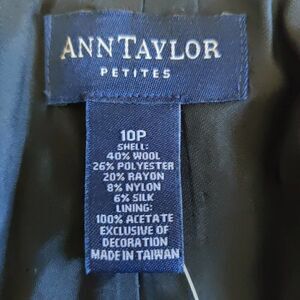 ANN TAYLOR
PETITES
10P
SHELL:
40% WOOL
26% POLYESTER
20% RAYON
8% NYLON
6% SILK
LINING:
100% ACETATE
EXCLUSIVE OF
DECORATION
MADE IN TAIWAN